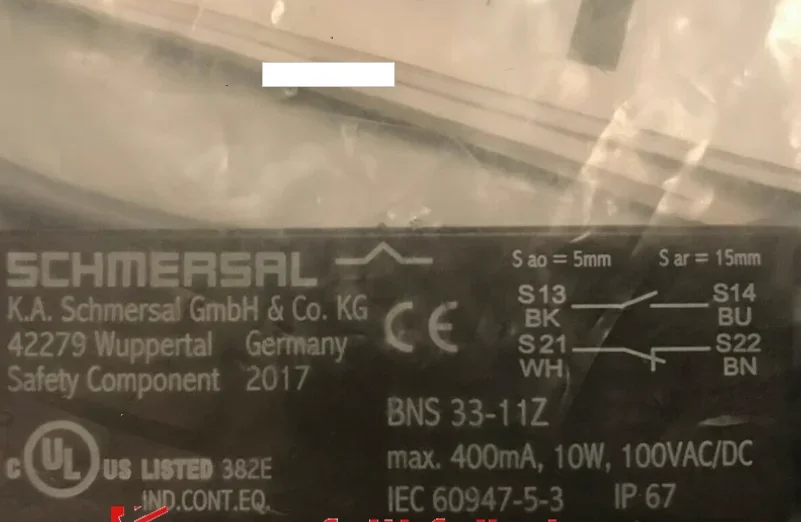 SCHMERSAL
K.A. Schmersal GmbH & Co. KG
42279 Wuppertal Germany
Safety Component 2017
C UL US LISTED 382E
IND.CONT.EQ.
CE
S ao = 5mm S ar = 15mm
S13 S14
BK BU
S21 S22
WH BN
BNS 33-11Z
max. 400mA, 10W, 100VAC/DC
IEC 60947-5-3 IP 67